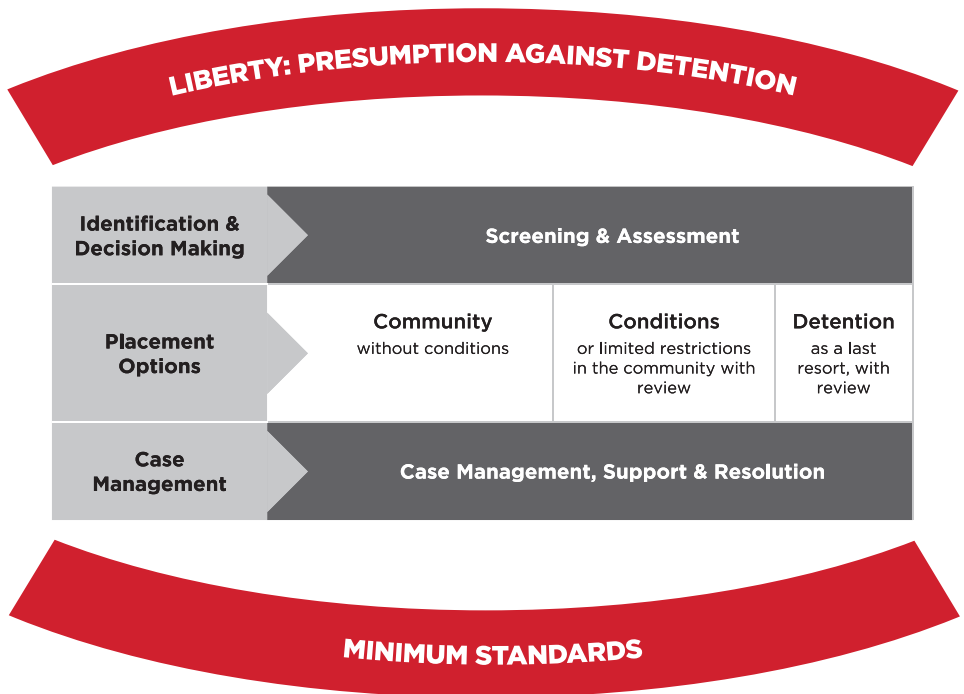 LIBERTY: PRESUMPTION AGAINST DETENTION
Identification &
Decision Making
Screening & Assessment
Placement
Options
Community
without conditions
Conditions
or limited restrictions
in the community with
review
Detention
as a last
resort, with
review
Case
Management
Case Management, Support & Resolution
MINIMUM STANDARDS